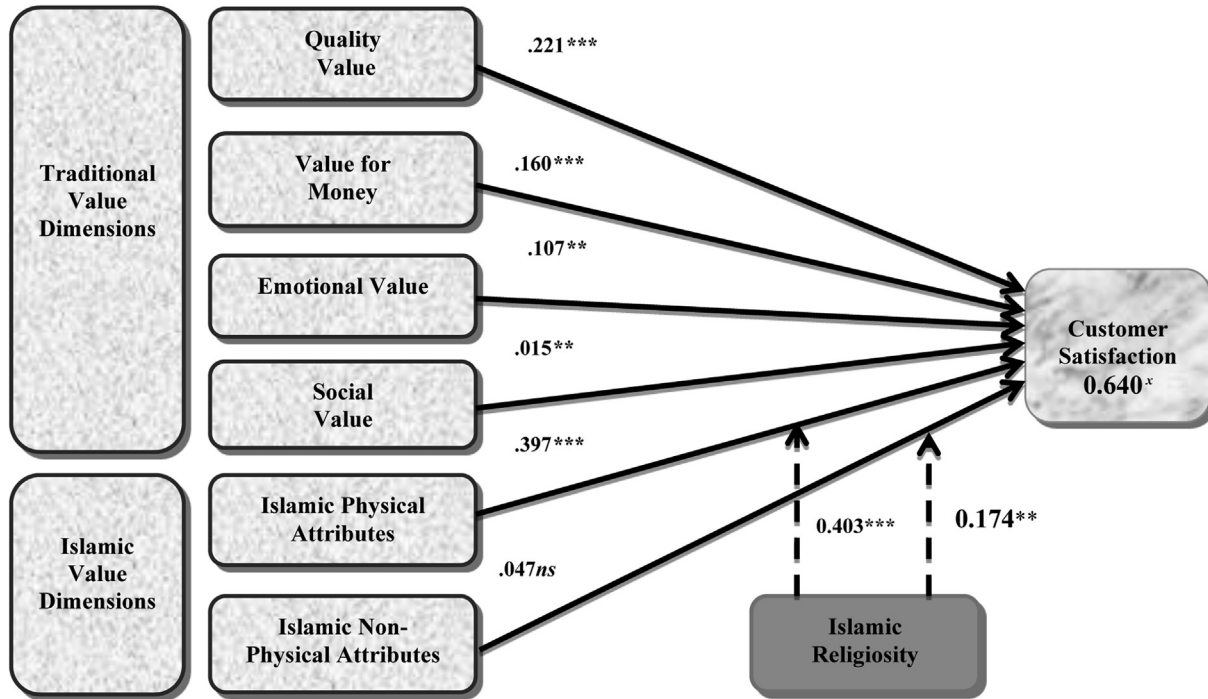 Traditional
Value
Dimensions
Islamic
Value
Dimensions
Quality
Value
Value for
Money
Emotional Value
Social
Value
Islamic Physical
Attributes
Islamic Non-
Physical Attributes
.221***
.160***
.107**
.015**
.397***
.047ns
0.403***
0.174**
Islamic
Religiosity
Customer
Satisfaction
0.640x